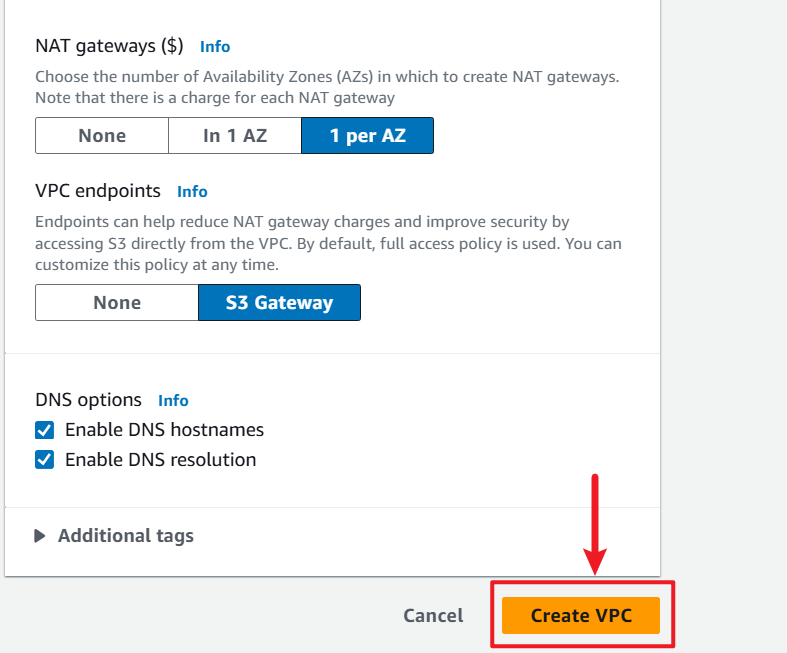 NAT gateways ($) Info
Choose the number of Availability Zones (AZs) in which to create NAT gateways.
Note that there is a charge for each NAT gateway
None In 1 AZ 1 per AZ
VPC endpoints Info
Endpoints can help reduce NAT gateway charges and improve security by
accessing S3 directly from the VPC. By default, full access policy is used. You can
customize this policy at any time.
None S3 Gateway
DNS options Info
Enable DNS hostnames
Enable DNS resolution
Additional tags
Cancel Create VPC